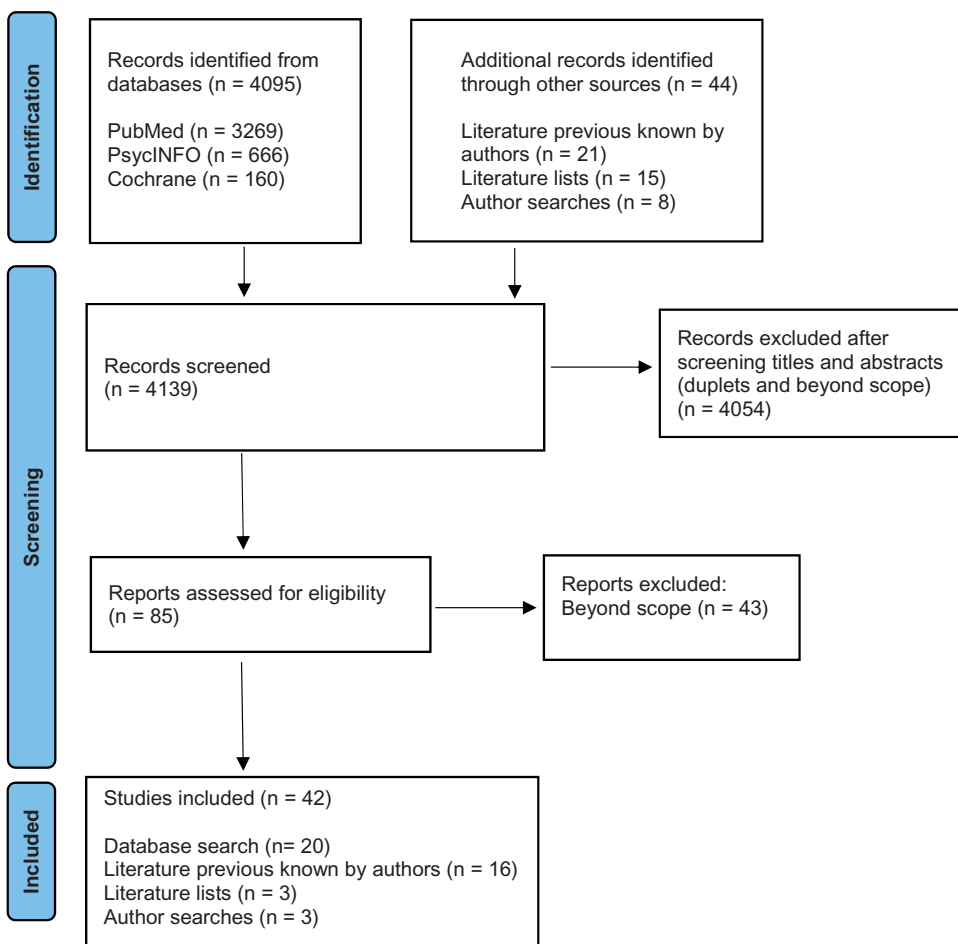 Identification
Records identified from
databases (n = 4095)
PubMed (n = 3269)
PsycINFO (n = 666)
Cochrane (n = 160)
Additional records identified
through other sources (n = 44)
Literature previous known by
authors (n = 21)
Literature lists (n = 15)
Author searches (n = 8)
Screening
Records screened
(n = 4139)
Records excluded after
screening titles and abstracts
(duplets and beyond scope)
(n = 4054)
Reports assessed for eligibility
(n = 85)
Reports excluded:
Beyond scope (n = 43)
Included
Studies included (n = 42)
Database search (n= 20)
Literature previous known by authors (n = 16)
Literature lists (n = 3)
Author searches (n = 3)